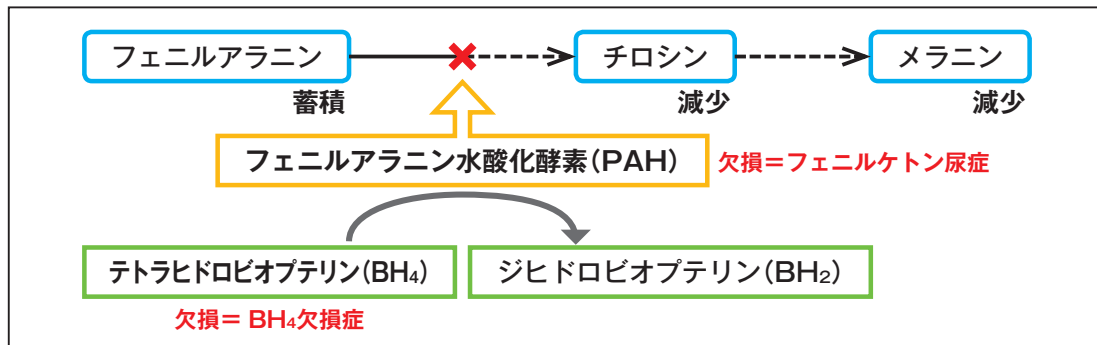 フェニルアラニン
チロシン
メラニン
蓄積
減少
減少
フェニルアラニン水酸化酵素(PAH)
欠損=フェニルケトン尿症
テトラヒドロビオプテリン(BH₄)
ジヒドロビオプテリン(BH₂)
欠損= BH₄欠損症